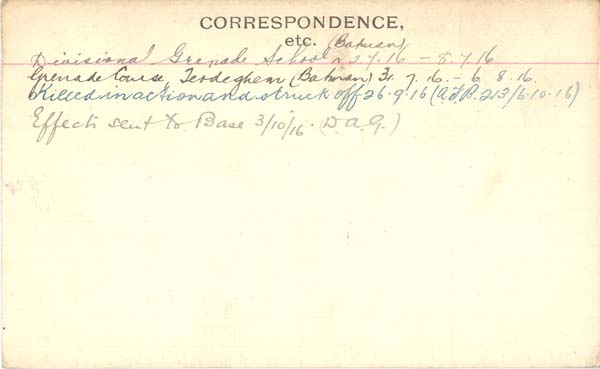 CORRESPONDENCE,
etc. (Batman)
Divisional Grenade School 2.7.16 - 8.7.16
Grenade Course, Terdeghem (Batman) 31.7.16. - 6 8.16.
Killed in action and struck off 26.9.16 (A.F.B. 213/6.10.16)
Effects sent to Base 3/10/16. (D.A.G.)